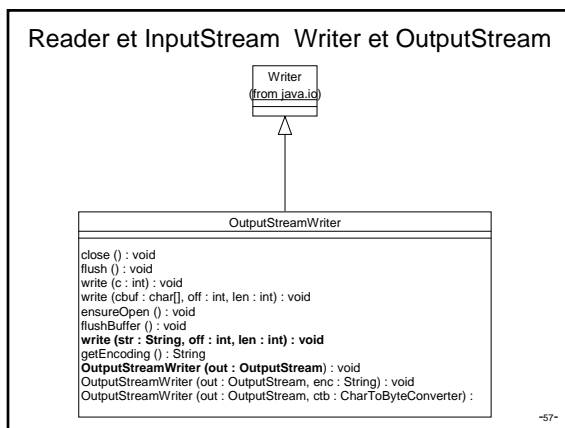 Reader et InputStream  Writer et OutputStream
Writer
(from java.io)
OutputStreamWriter
close () : void
flush () : void
write (c : int) : void
write (cbuf : char[], off : int, len : int) : void
ensureOpen () : void
flushBuffer () : void
write (str : String, off : int, len : int) : void
getEncoding () : String
OutputStreamWriter (out : OutputStream) : void
OutputStreamWriter (out : OutputStream, enc : String) : void
OutputStreamWriter (out : OutputStream, ctb : CharToByteConverter) :
-57-